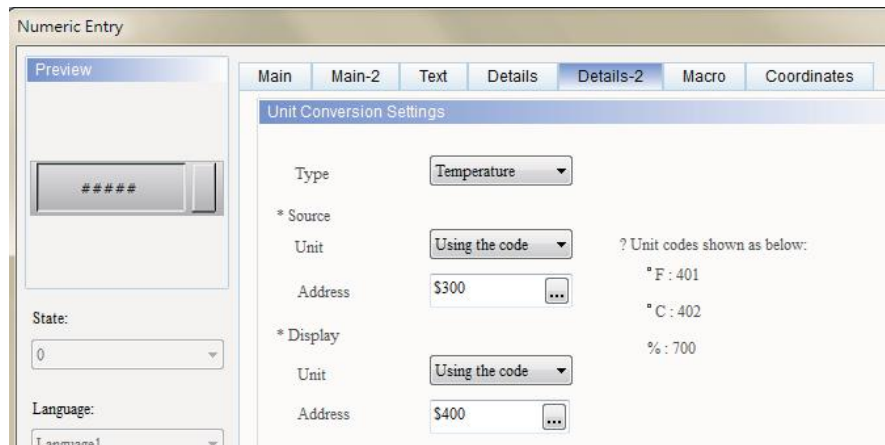 Numeric Entry
Preview
Main Main-2 Text Details Details-2 Macro Coordinates
Unit Conversion Settings
#####
Type Temperature
* Source
Unit Using the code ? Unit codes shown as below:
°F : 401
Address $300 ...
°C : 402
State:
* Display
% : 700
0
Unit Using the code
Language:
Address $400 ...
Language1